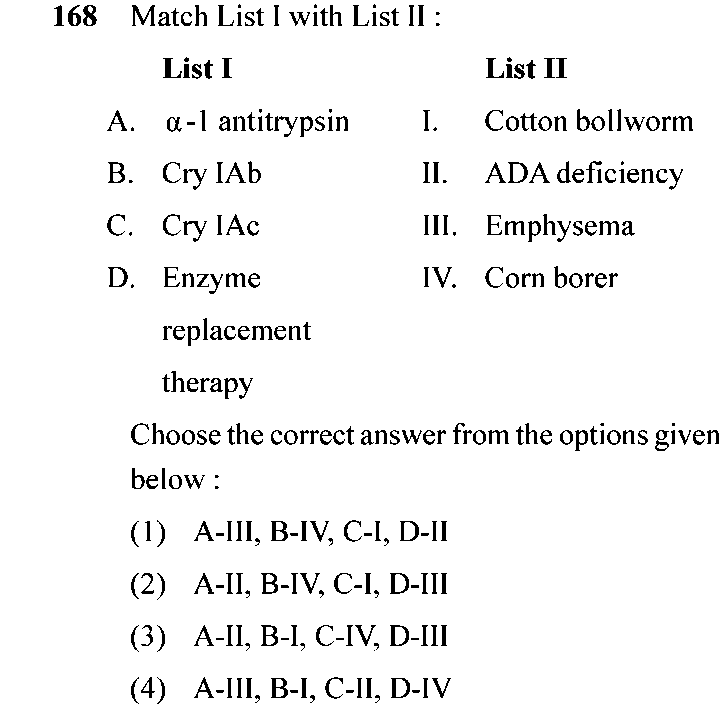 168 Match List I with List II :
List I List II
A. α-1 antitrypsin I. Cotton bollworm
B. Cry IAb II. ADA deficiency
C. Cry IAc III. Emphysema
D. Enzyme IV. Corn borer
replacement
therapy
Choose the correct answer from the options given
below :
(1) A-III, B-IV, C-I, D-II
(2) A-II, B-IV, C-I, D-III
(3) A-II, B-I, C-IV, D-III
(4) A-III, B-I, C-II, D-IV